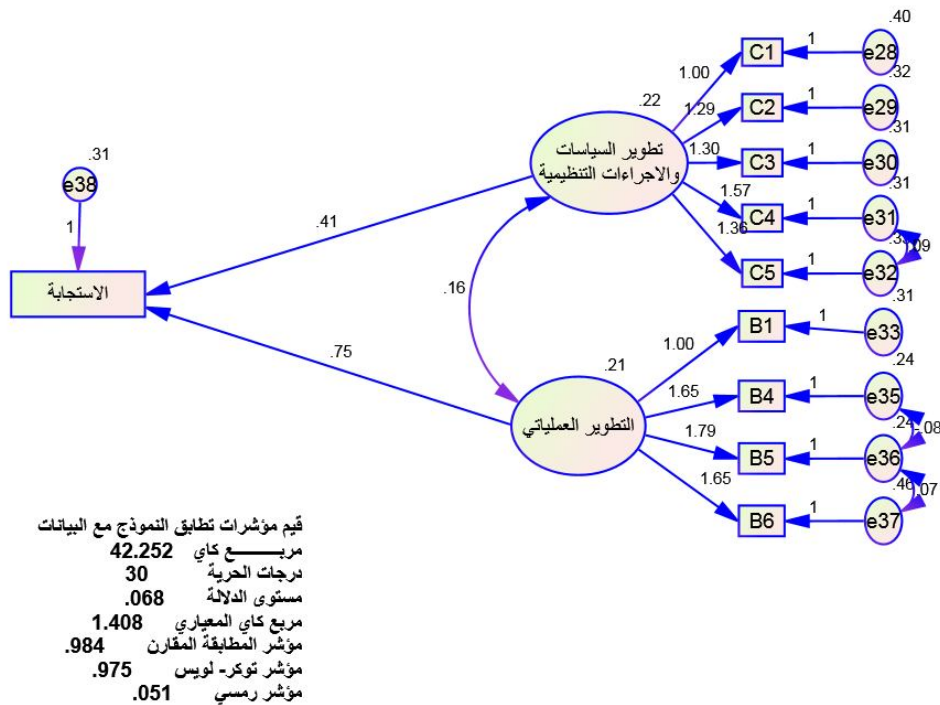 .40
C1
1
e28
.32
1.00
.22
C2
1
e29
1.29
.31
تطوير السياسات
والاجراءات التنظيمية
1.30
C3
1
e30
.31
.31
e38
1
1.57
C4
1
e31
.09
.41
1.36
C5
1
e32
.31
الاستجابة
.16
B1
1
e33
1.00
.24
.75
.21
1.65
B4
1
e35
.24
-.08
التطوير العملياتي
1.79
B5
1
e36
.46
.07
1.65
B6
1
e37
قيم مؤشرات تطابق النموذج مع البيانات
مربـــــــع كاي 42.252
درجات الحرية 30
مستوى الدلالة .068
مربع كاي المعياري 1.408
مؤشر المطابقة المقارن .984
مؤشر توكر- لويس .975
مؤشر رمسي .051